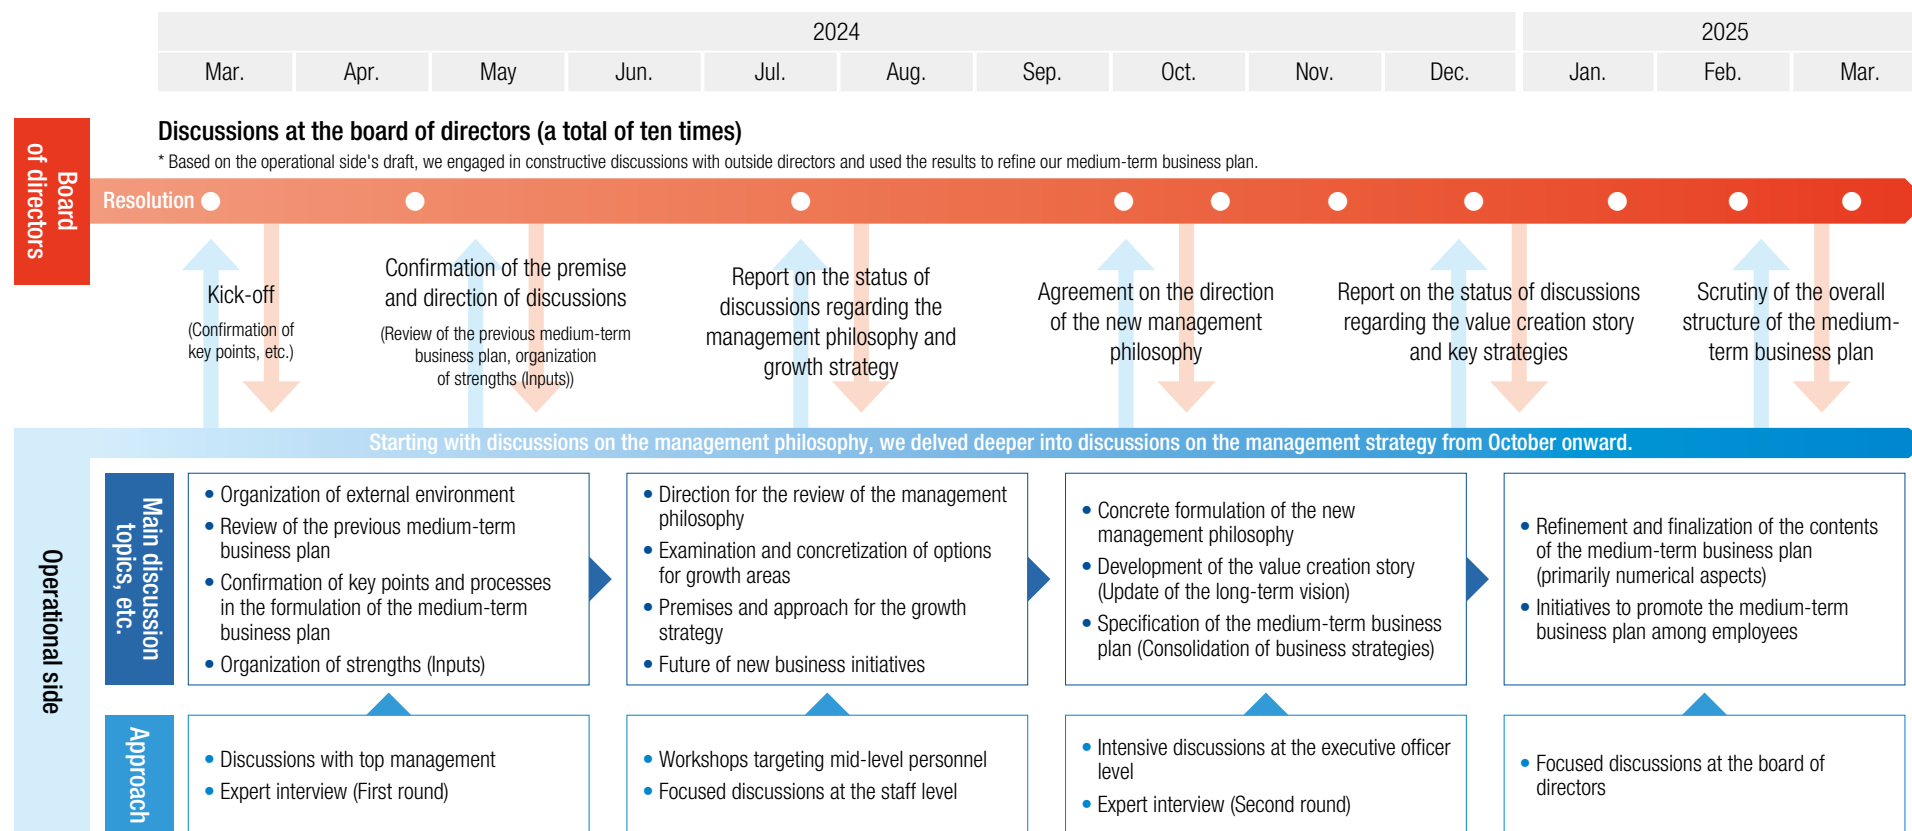 2024
2025
Mar.
Apr.
May
Jun.
Jul.
Aug.
Sep.
Oct.
Nov.
Dec.
Jan.
Feb.
Mar.
Board
of directors
Discussions at the board of directors (a total of ten times)
* Based on the operational side's draft, we engaged in constructive discussions with outside directors and used the results to refine our medium-term business plan.
Resolution
Kick-off
(Confirmation of
key points, etc.)
Confirmation of the premise
and direction of discussions
(Review of the previous medium-term
business plan, organization
of strengths (Inputs))
Report on the status of
discussions regarding the
management philosophy and
growth strategy
Agreement on the direction
of the new management
philosophy
Report on the status of discussions
regarding the value creation story
and key strategies
Scrutiny of the overall
structure of the medium-
term business plan
Starting with discussions on the management philosophy, we delved deeper into discussions on the management strategy from October onward.
Operational side
Main discussion
topics, etc.
• Organization of external environment
• Review of the previous medium-term
business plan
• Confirmation of key points and processes
in the formulation of the medium-term
business plan
• Organization of strengths (Inputs)
• Direction for the review of the management
philosophy
• Examination and concretization of options
for growth areas
• Premises and approach for the growth
strategy
• Future of new business initiatives
• Concrete formulation of the new
management philosophy
• Development of the value creation story
(Update of the long-term vision)
• Specification of the medium-term business
plan (Consolidation of business strategies)
• Refinement and finalization of the contents
of the medium-term business plan
(primarily numerical aspects)
• Initiatives to promote the medium-term
business plan among employees
Approach
• Discussions with top management
• Expert interview (First round)
• Workshops targeting mid-level personnel
• Focused discussions at the staff level
• Intensive discussions at the executive officer
level
• Expert interview (Second round)
• Focused discussions at the board of
directors